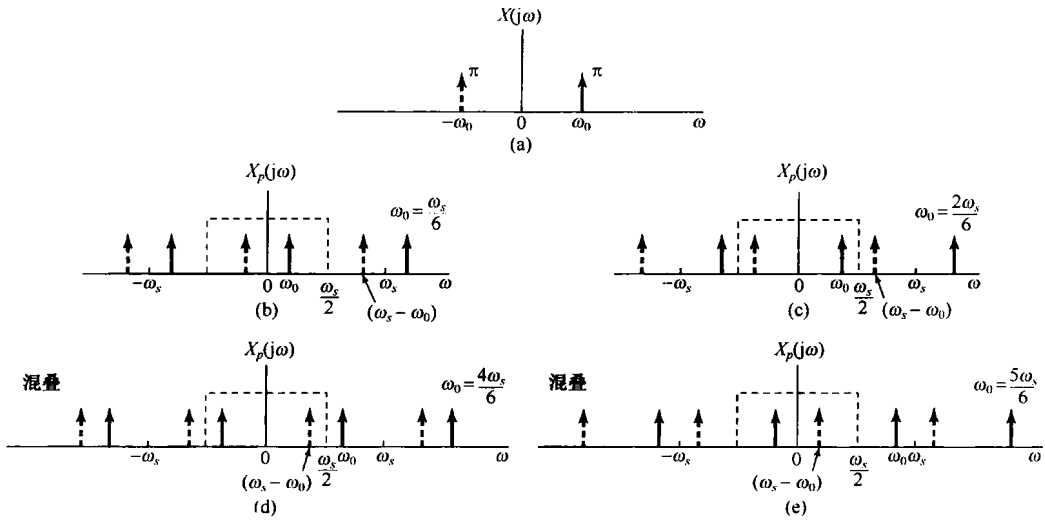 X(jω)
π π
−ω₀ 0 ω₀ ω
(a)
Xₚ(jω)
ω₀ = ωₛ/6
−ωₛ 0 ω₀ ωₛ/2 ωₛ ω
(ωₛ − ω₀)
(b)
Xₚ(jω)
ω₀ = 2ωₛ/6
−ωₛ 0 ω₀ ωₛ/2 ωₛ ω
(ωₛ − ω₀)
(c)
混叠
Xₚ(jω)
ω₀ = 4ωₛ/6
−ωₛ 0 ωₛ/2 ω₀ ωₛ ω
(ωₛ − ω₀)
(d)
混叠
Xₚ(jω)
ω₀ = 5ωₛ/6
−ωₛ 0 ωₛ/2 ω₀ ωₛ ω
(ωₛ − ω₀)
(e)